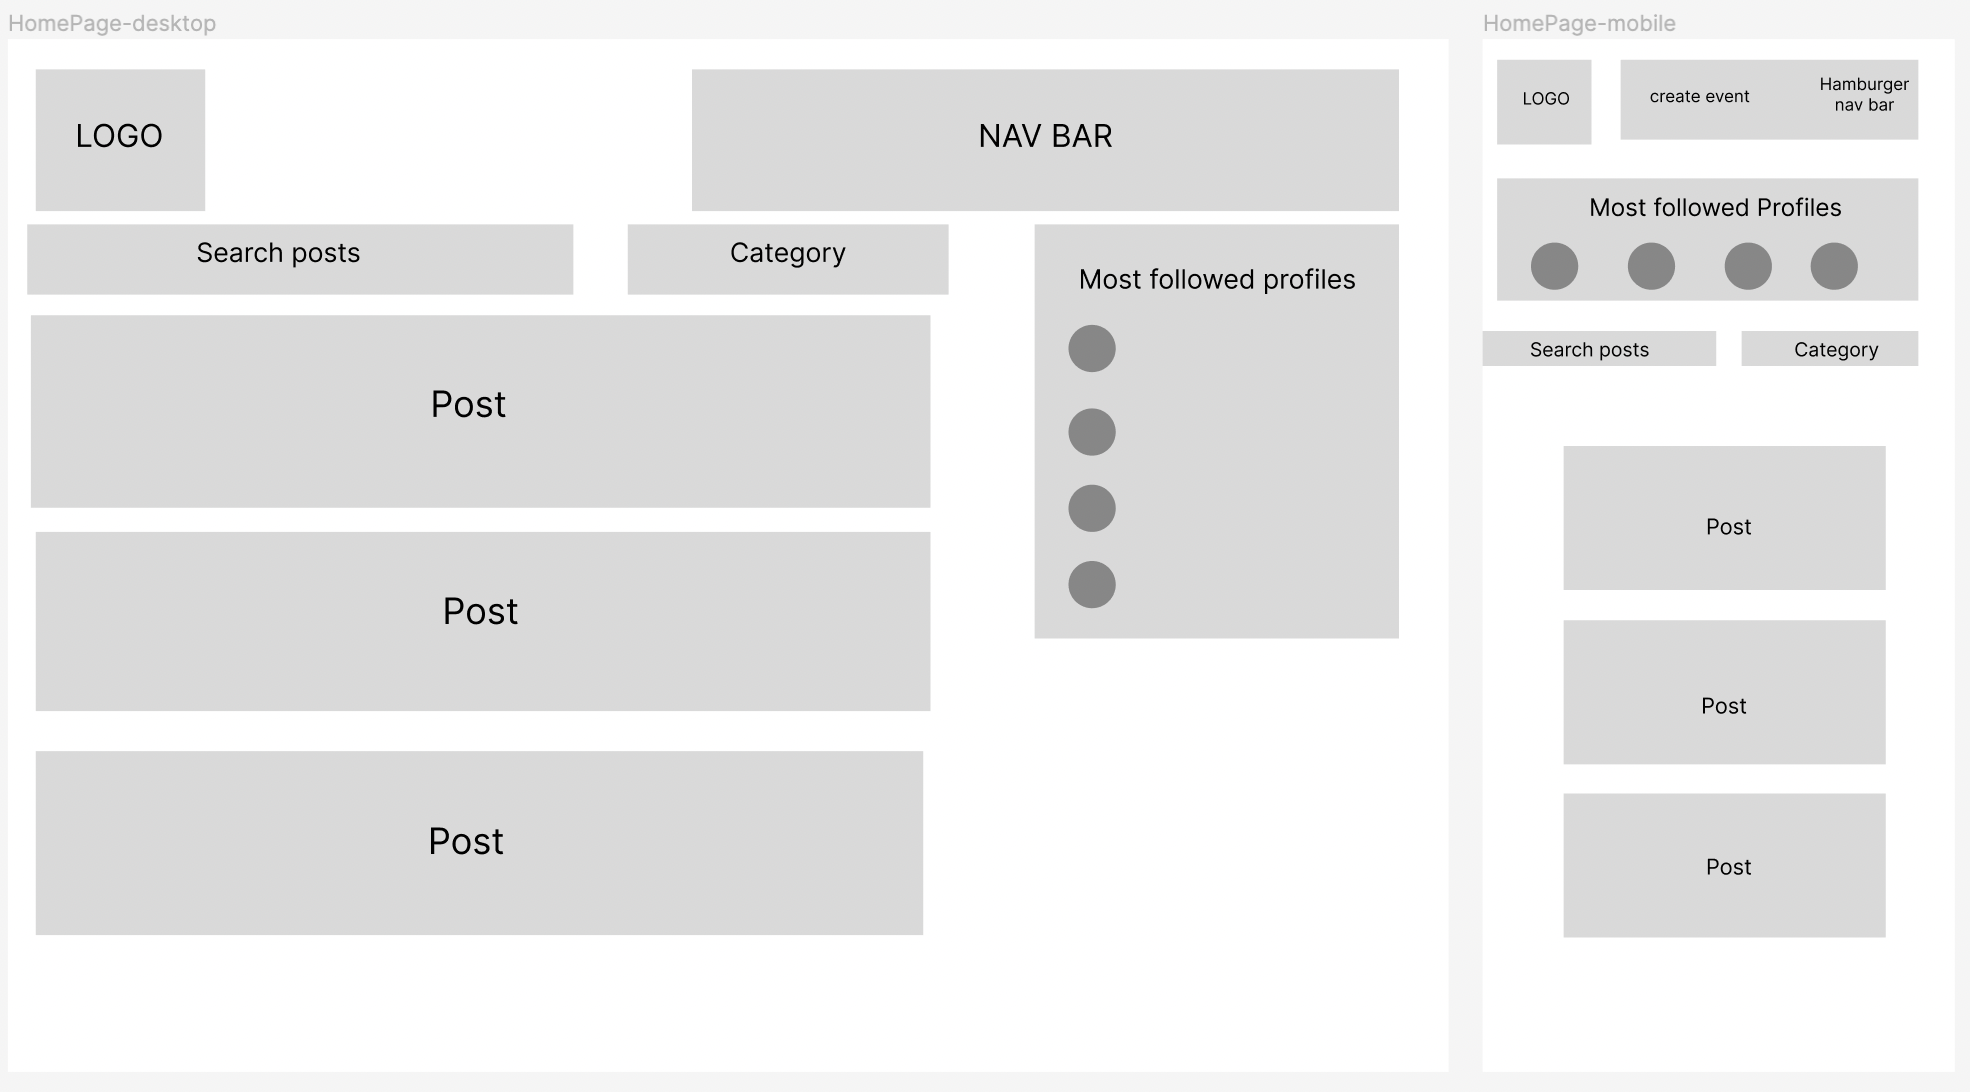 HomePage-desktop
LOGO
NAV BAR
Search posts
Category
Most followed profiles
Post
Post
Post
HomePage-mobile
LOGO
create event
Hamburger
nav bar
Most followed Profiles
Search posts
Category
Post
Post
Post